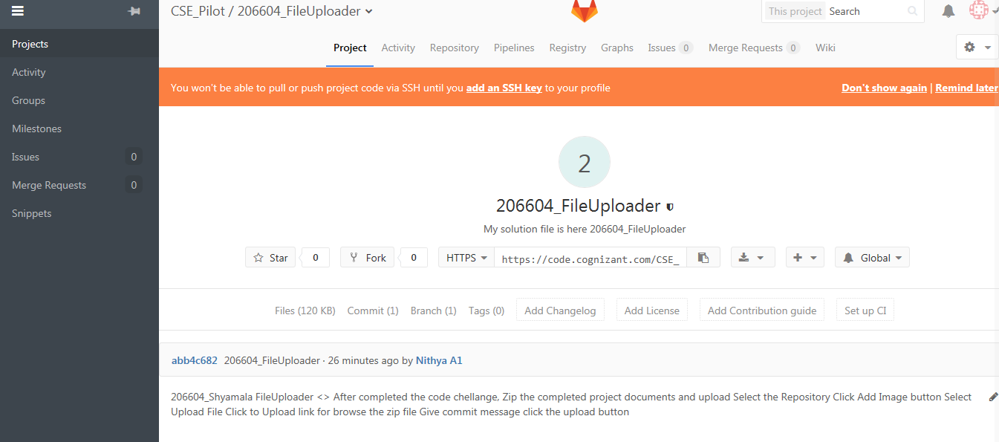 CSE_Pilot / 206604_FileUploader
This project Search
Projects
Activity
Groups
Milestones
Issues 0
Merge Requests 0
Snippets
Project Activity Repository Pipelines Registry Graphs Issues 0 Merge Requests 0 Wiki
You won't be able to pull or push project code via SSH until you add an SSH key to your profile Don't show again | Remind later
2
206604_FileUploader
My solution file is here 206604_FileUploader
Star 0 Fork 0 HTTPS https://code.cognizant.com/CSE_ Global
Files (120 KB) Commit (1) Branch (1) Tags (0) Add Changelog Add License Add Contribution guide Set up CI
abb4c682 206604_FileUploader · 26 minutes ago by Nithya A1
206604_Shyamala FileUploader <> After completed the code chellange, Zip the completed project documents and upload Select the Repository Click Add Image button Select
Upload File Click to Upload link for browse the zip file Give commit message click the upload button